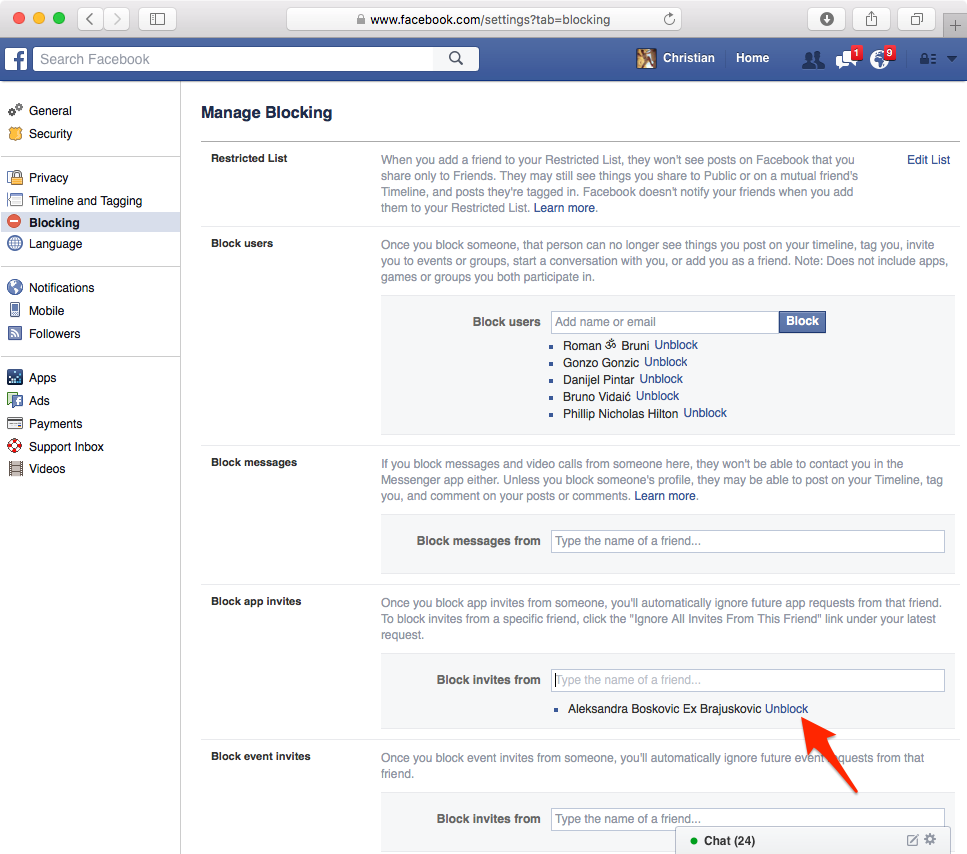 www.facebook.com/settings?tab=blocking
f
Search Facebook
Christian
Home
1
9
General
Security
Privacy
Timeline and Tagging
Blocking
Language
Notifications
Mobile
Followers
Apps
Ads
Payments
Support Inbox
Videos
Manage Blocking
Restricted List
When you add a friend to your Restricted List, they won't see posts on Facebook that you
share only to Friends. They may still see things you share to Public or on a mutual friend's
Timeline, and posts they're tagged in. Facebook doesn't notify your friends when you add
them to your Restricted List. Learn more.
Edit List
Block users
Once you block someone, that person can no longer see things you post on your timeline, tag you, invite
you to events or groups, start a conversation with you, or add you as a friend. Note: Does not include apps,
games or groups you both participate in.
Block users
Add name or email
Block
Roman ॐ Bruni Unblock
Gonzo Gonzic Unblock
Danijel Pintar Unblock
Bruno Vidaić Unblock
Phillip Nicholas Hilton Unblock
Block messages
If you block messages and video calls from someone here, they won't be able to contact you in the
Messenger app either. Unless you block someone's profile, they may be able to post on your Timeline, tag
you, and comment on your posts or comments. Learn more.
Block messages from
Type the name of a friend...
Block app invites
Once you block app invites from someone, you'll automatically ignore future app requests from that friend.
To block invites from a specific friend, click the "Ignore All Invites From This Friend" link under your latest
request.
Block invites from
Type the name of a friend...
Aleksandra Boskovic Ex Brajuskovic Unblock
Block event invites
Once you block event invites from someone, you'll automatically ignore future event requests from that
friend.
Block invites from
Type the name of a friend...
Chat (24)